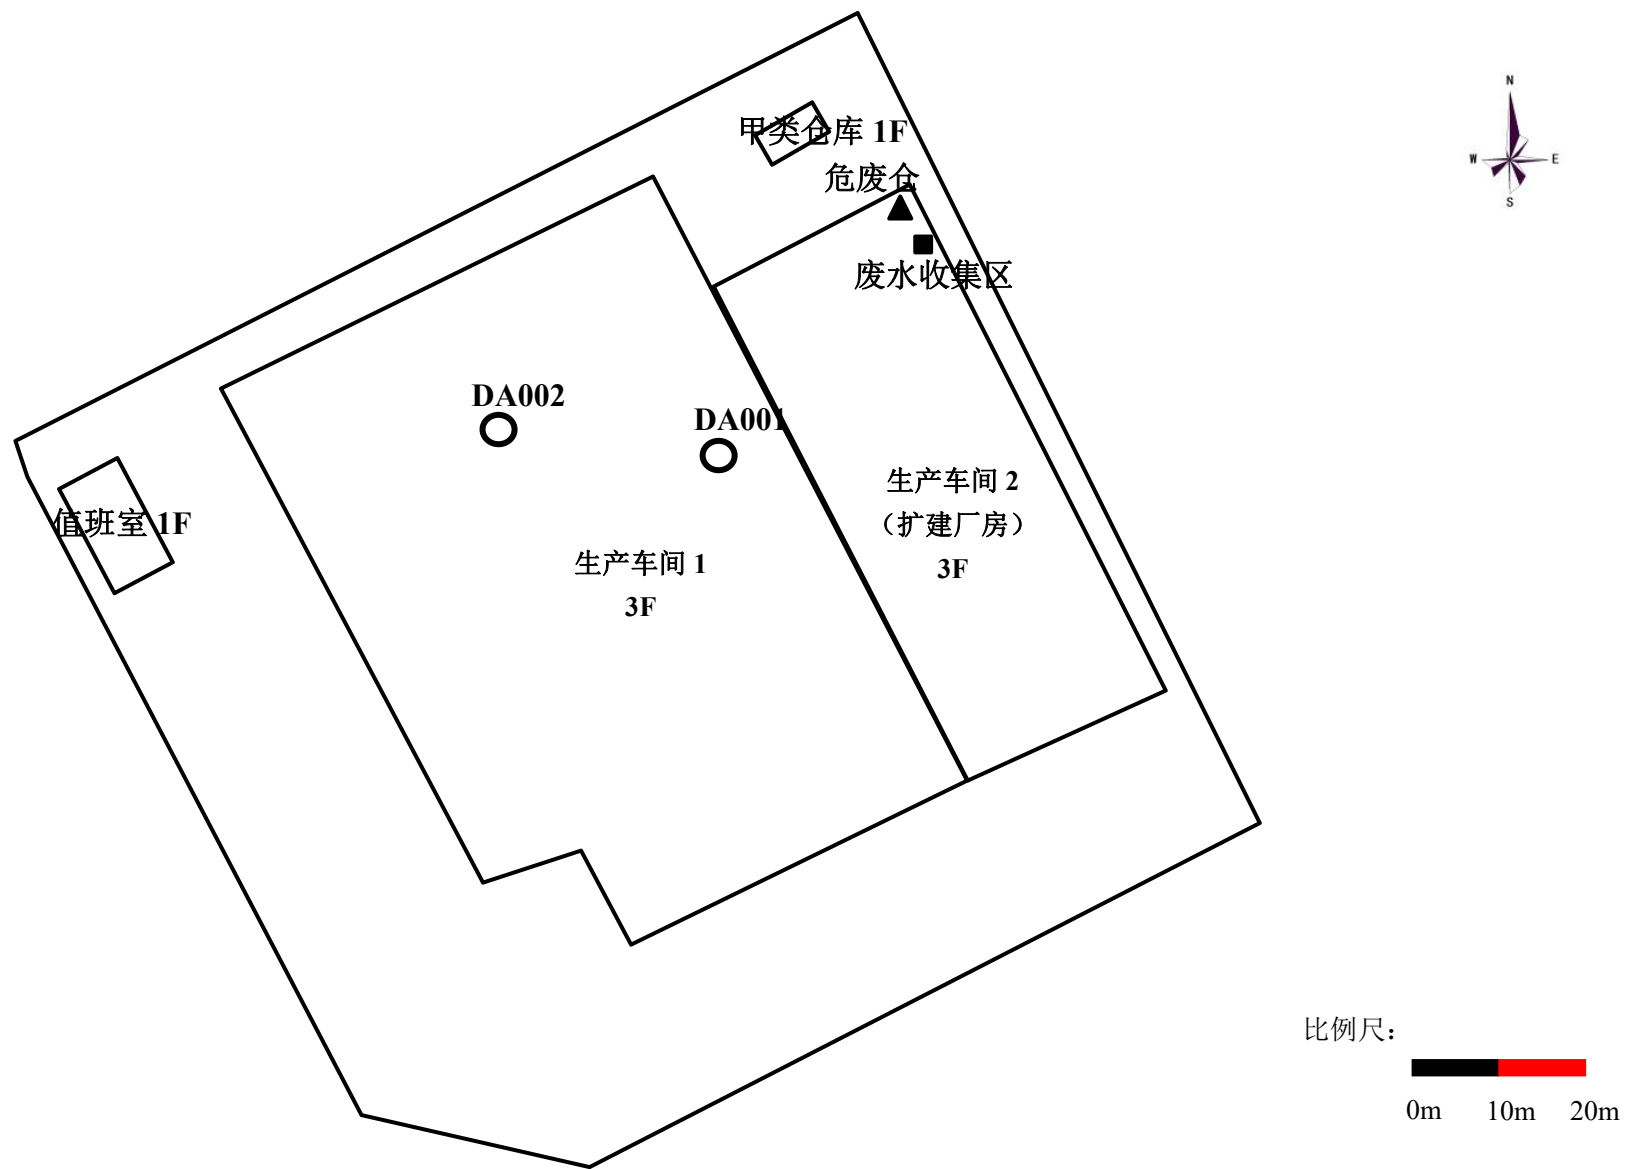 N
W
E
S
甲类仓库 1F
危废仓
废水收集区
DA002
DA001
生产车间 2
（扩建厂房）
3F
值班室 1F
生产车间 1
3F
比例尺：
0m 10m 20m